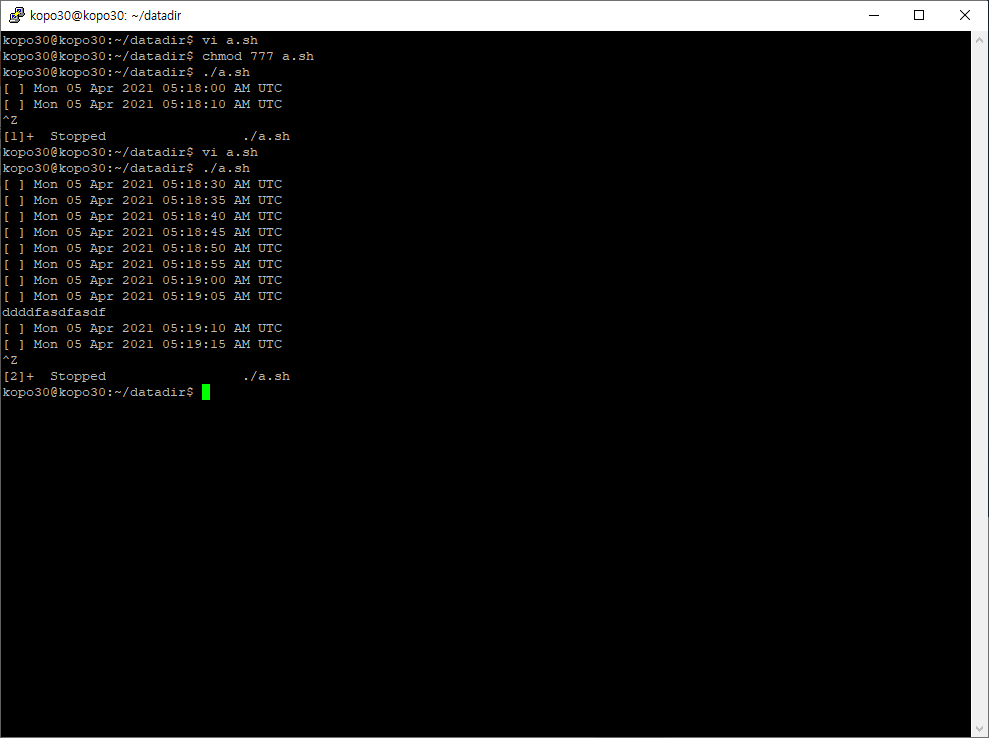 kopo30@kopo30: ~/datadir
kopo30@kopo30:~/datadir$ vi a.sh
kopo30@kopo30:~/datadir$ chmod 777 a.sh
kopo30@kopo30:~/datadir$ ./a.sh
[ ] Mon 05 Apr 2021 05:18:00 AM UTC
[ ] Mon 05 Apr 2021 05:18:10 AM UTC
^Z
[1]+  Stopped                 ./a.sh
kopo30@kopo30:~/datadir$ vi a.sh
kopo30@kopo30:~/datadir$ ./a.sh
[ ] Mon 05 Apr 2021 05:18:30 AM UTC
[ ] Mon 05 Apr 2021 05:18:35 AM UTC
[ ] Mon 05 Apr 2021 05:18:40 AM UTC
[ ] Mon 05 Apr 2021 05:18:45 AM UTC
[ ] Mon 05 Apr 2021 05:18:50 AM UTC
[ ] Mon 05 Apr 2021 05:18:55 AM UTC
[ ] Mon 05 Apr 2021 05:19:00 AM UTC
[ ] Mon 05 Apr 2021 05:19:05 AM UTC
ddddfasdfasdf
[ ] Mon 05 Apr 2021 05:19:10 AM UTC
[ ] Mon 05 Apr 2021 05:19:15 AM UTC
^Z
[2]+  Stopped                 ./a.sh
kopo30@kopo30:~/datadir$